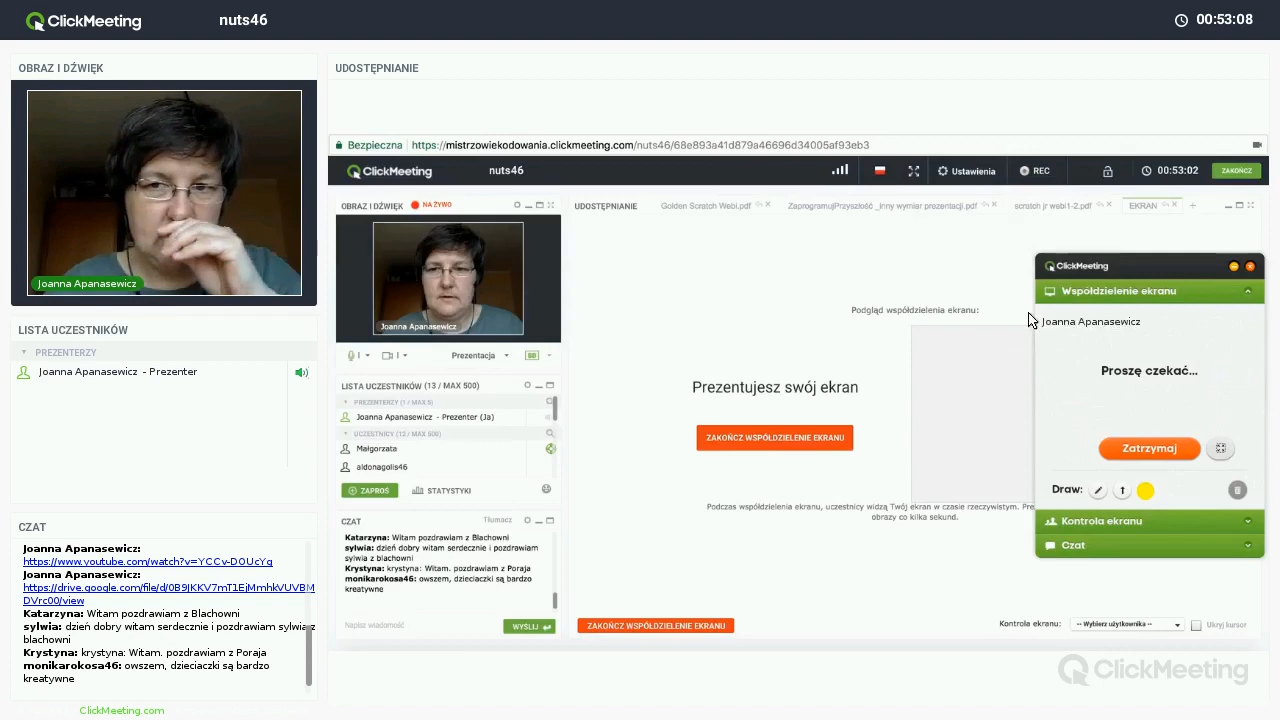 ClickMeeting
nuts46
00:53:08
OBRAZ I DŹWIĘK
Joanna Apanasewicz
LISTA UCZESTNIKÓW
PREZENTERZY
Joanna Apanasewicz - Prezenter
CZAT
Joanna Apanasewicz:
https://www.youtube.com/watch?v=YCCv-D0UcYg
Joanna Apanasewicz:
https://drive.google.com/file/d/0B9JKKV7mT1EjMmhkVUVBM
DVrc00/view
Katarzyna: Witam pozdrawiam z Blachowni
sylwia: dzień dobry witam serdecznie i pozdrawiam sylwia z
blachowni
Krystyna: krystyna: Witam. pozdrawiam z Poraja
monikarokosa46: owszem, dzieciaczki są bardzo
kreatywne
ClickMeeting.com
UDOSTĘPNIANIE
Bezpieczna https://mistrzowiekodowania.clickmeeting.com/nuts46/68e893a41d879a46696d34005af93eb3
ClickMeeting
nuts46
Ustawienia
REC
00:53:02
ZAKOŃCZ
OBRAZ I DŹWIĘK NA ŻYWO
Joanna Apanasewicz
Prezentacja
SD
LISTA UCZESTNIKÓW (13 / MAX 500)
PREZENTERZY (1 / MAX 5)
Joanna Apanasewicz - Prezenter (Ja)
UCZESTNICY (12 / MAX 500)
Małgorzata
aldonagolis46
ZAPROŚ
STATYSTYKI
CZAT
Tłumacz
Katarzyna: Witam pozdrawiam z Blachowni
sylwia: dzień dobry witam serdecznie i pozdrawiam
sylwia z blachowni
Krystyna: krystyna: Witam. pozdrawiam z Poraja
monikarokosa46: owszem, dzieciaczki są bardzo
kreatywne
Napisz wiadomość
WYŚLIJ
UDOSTĘPNIANIE
Golden Scratch Webi.pdf
ZaprogramujPrzyszłość _inny wymiar prezentacji.pdf
scratch jr webi1-2.pdf
EKRAN
Podgląd współdzielenia ekranu:
Prezentujesz swój ekran
ZAKOŃCZ WSPÓŁDZIELENIE EKRANU
Podczas współdzielenia ekranu, uczestnicy widzą Twój ekran w czasie rzeczywistym. Pre
obrazy co kilka sekund.
ZAKOŃCZ WSPÓŁDZIELENIE EKRANU
Kontrola ekranu:
-- Wybierz użytkownika --
Ukryj kursor
ClickMeeting
Współdzielenie ekranu
Joanna Apanasewicz
Proszę czekać...
Zatrzymaj
Draw:
Kontrola ekranu
Czat
ClickMeeting